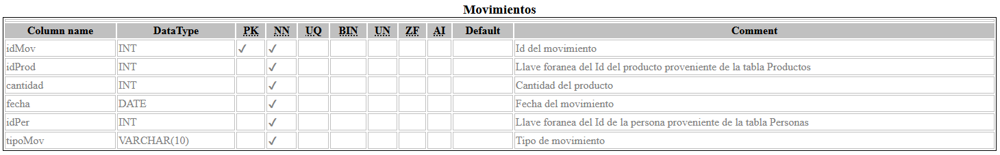 Movimientos
Column name DataType PK NN UQ BIN UN ZF AI Default Comment
idMov INT ✓ ✓ Id del movimiento
idProd INT ✓ Llave foranea del Id del producto proveniente de la tabla Productos
cantidad INT ✓ Cantidad del producto
fecha DATE ✓ Fecha del movimiento
idPer INT ✓ Llave foranea del Id de la persona proveniente de la tabla Personas
tipoMov VARCHAR(10) ✓ Tipo de movimiento